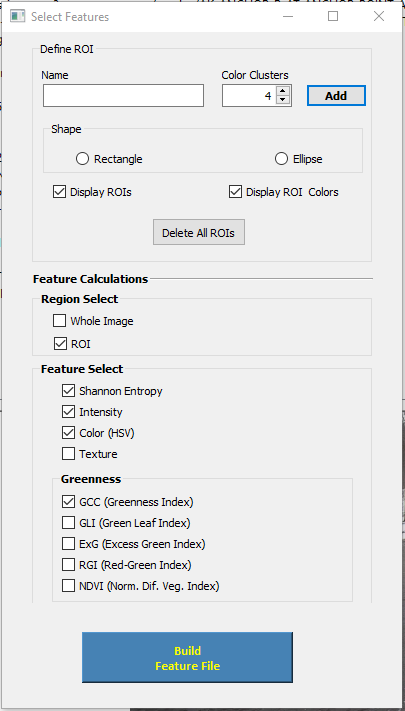 Select Features
Define ROI
Name Color Clusters
4 Add
Shape
Rectangle Ellipse
Display ROIs Display ROI Colors
Delete All ROIs
Feature Calculations
Region Select
Whole Image
ROI
Feature Select
Shannon Entropy
Intensity
Color (HSV)
Texture
Greenness
GCC (Greenness Index)
GLI (Green Leaf Index)
ExG (Excess Green Index)
RGI (Red-Green Index)
NDVI (Norm. Dif. Veg. Index)
Build
Feature File